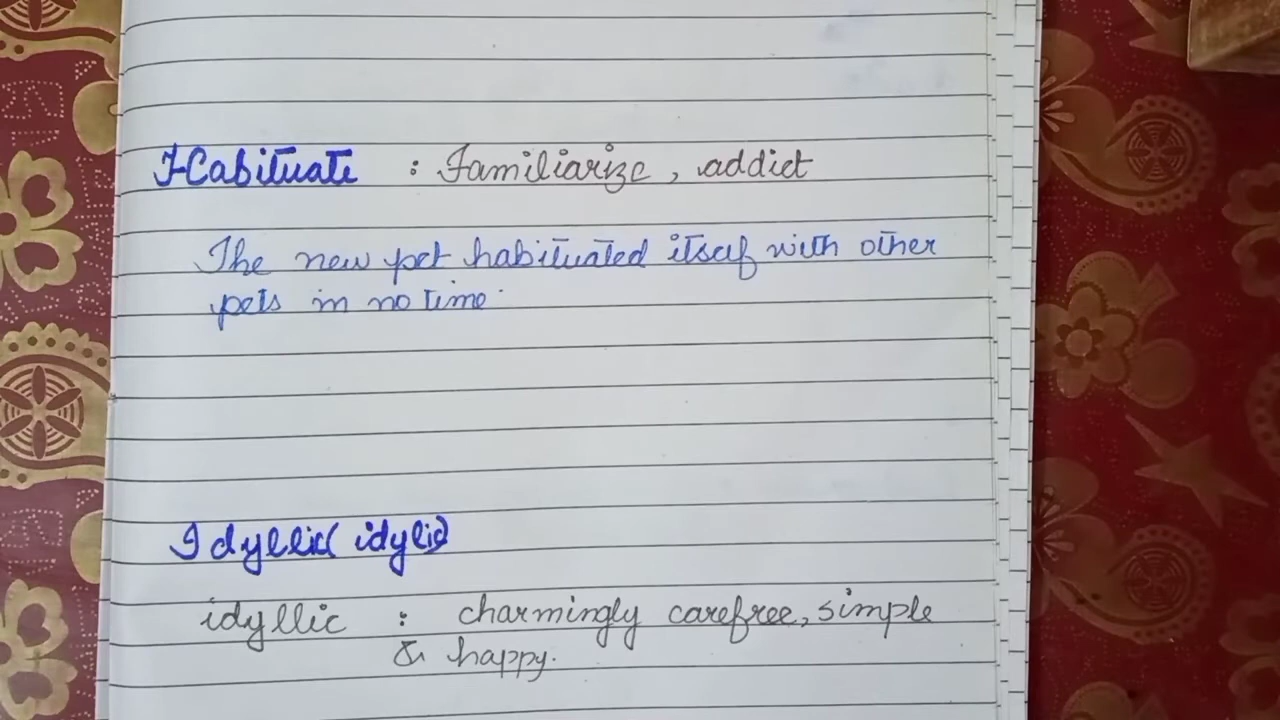 Habituate : Familiarize, addict
The new pet habituated itself with other
pets in no time.
Idyllic (idylic)
idyllic : charmingly carefree, simple
& happy.